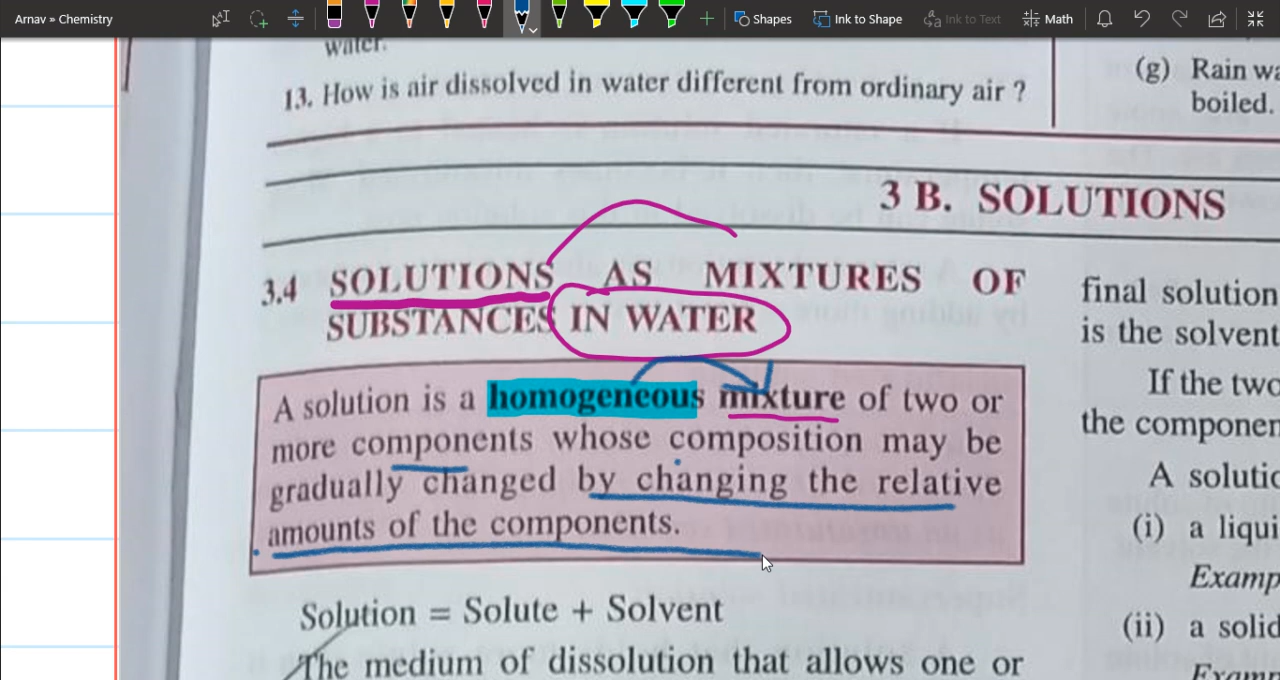 Arnav » Chemistry
Shapes
Ink to Shape
Ink to Text
Math
water.
13. How is air dissolved in water different from ordinary air ?
(g) Rain wa
boiled.
3 B. SOLUTIONS
3.4 SOLUTIONS AS MIXTURES OF
SUBSTANCES IN WATER
A solution is a homogeneous mixture of two or
more components whose composition may be
gradually changed by changing the relative
amounts of the components.
Solution = Solute + Solvent
The medium of dissolution that allows one or
final solution
is the solvent
If the two
the componen
A solutio
(i) a liqui
Examp
(ii) a solid
Examp